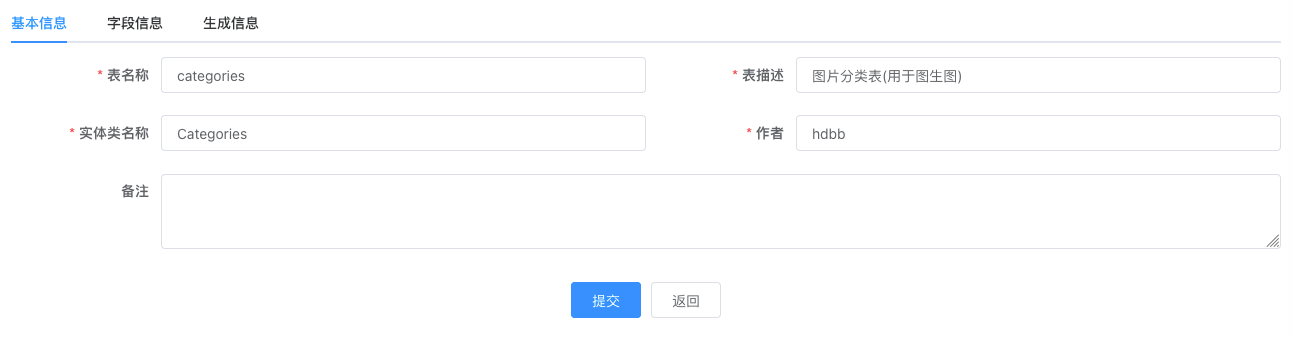 基本信息 字段信息 生成信息
* 表名称 categories * 表描述 图片分类表(用于图生图)
* 实体类名称 Categories * 作者 hdbb
备注
提交 返回